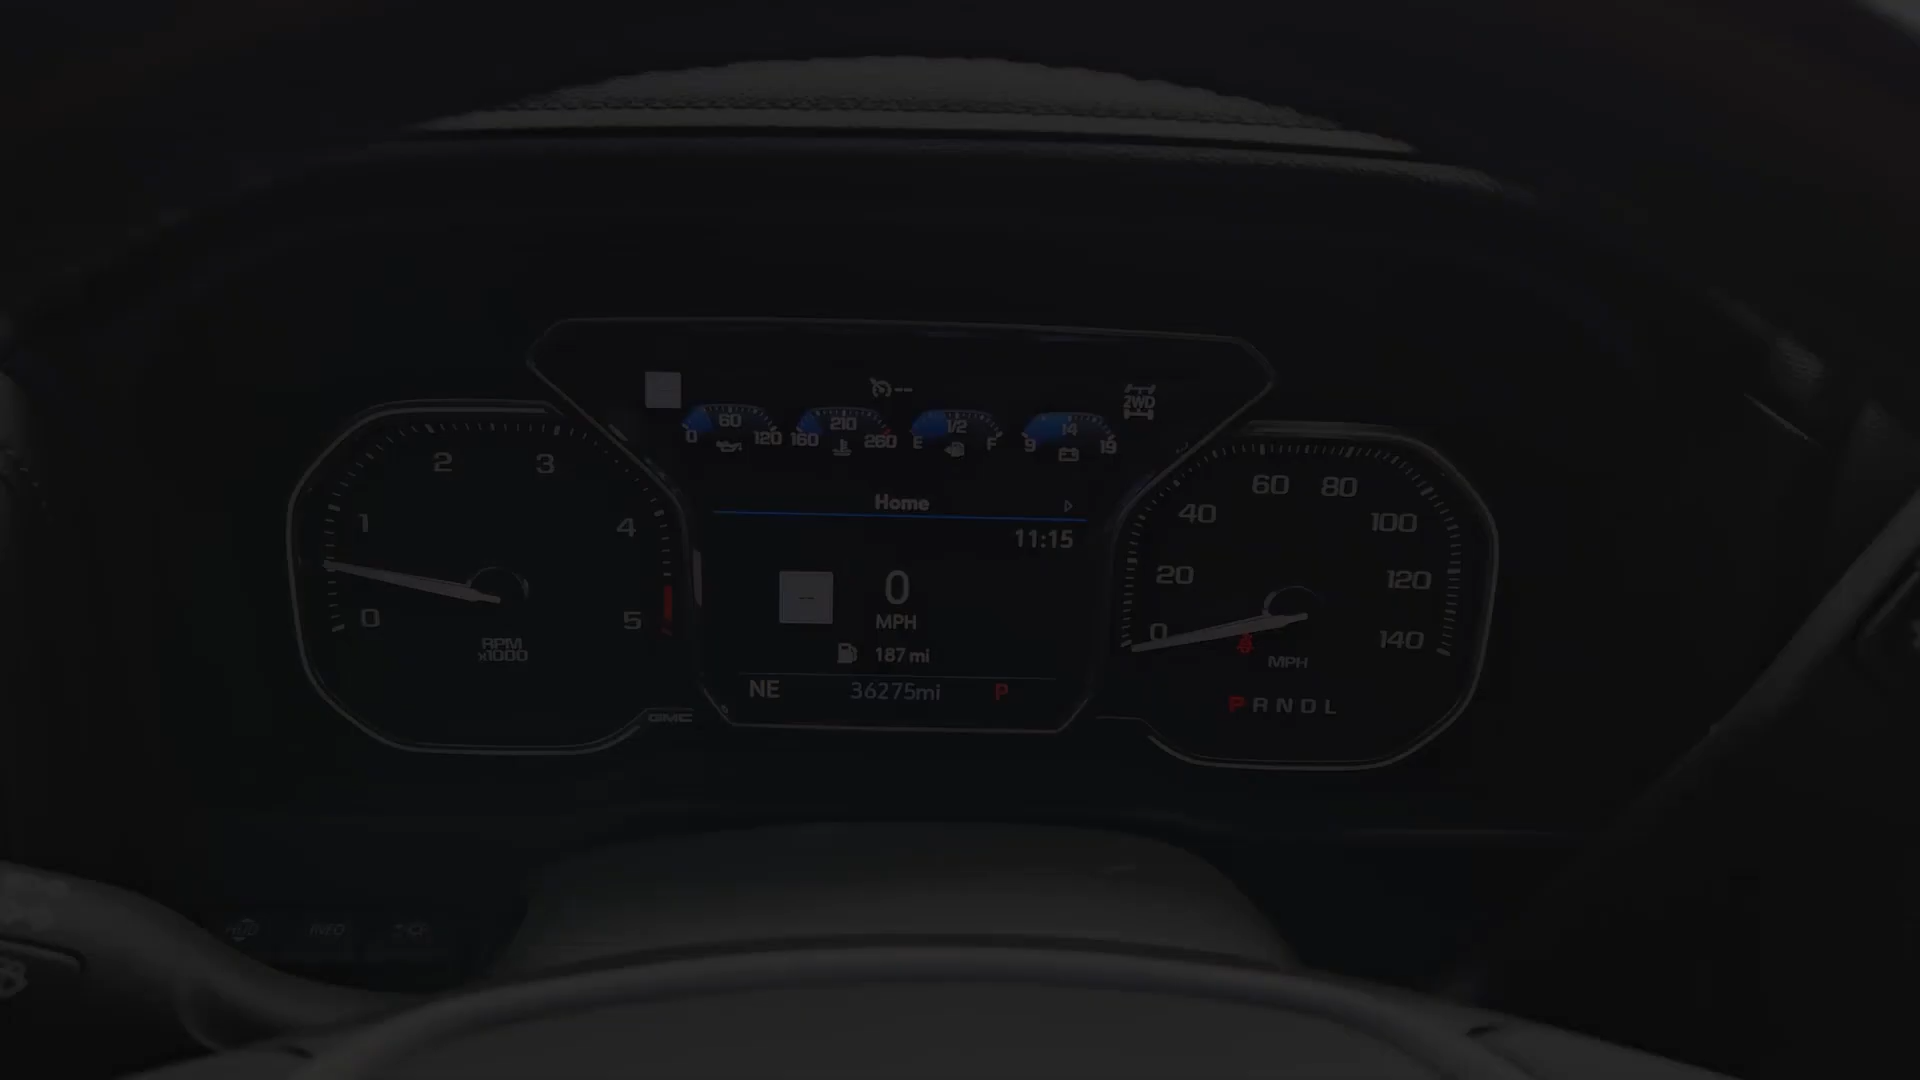 2WD
0 60 120
160 210 260
E 1/2 F
9 14 19
Home
11:15
0
MPH
187 mi
NE 36275mi P
0 1 2 3 4 5
RPM
x1000
GMC
0 20 40 60 80 100 120 140
MPH
P R N D L
INFO